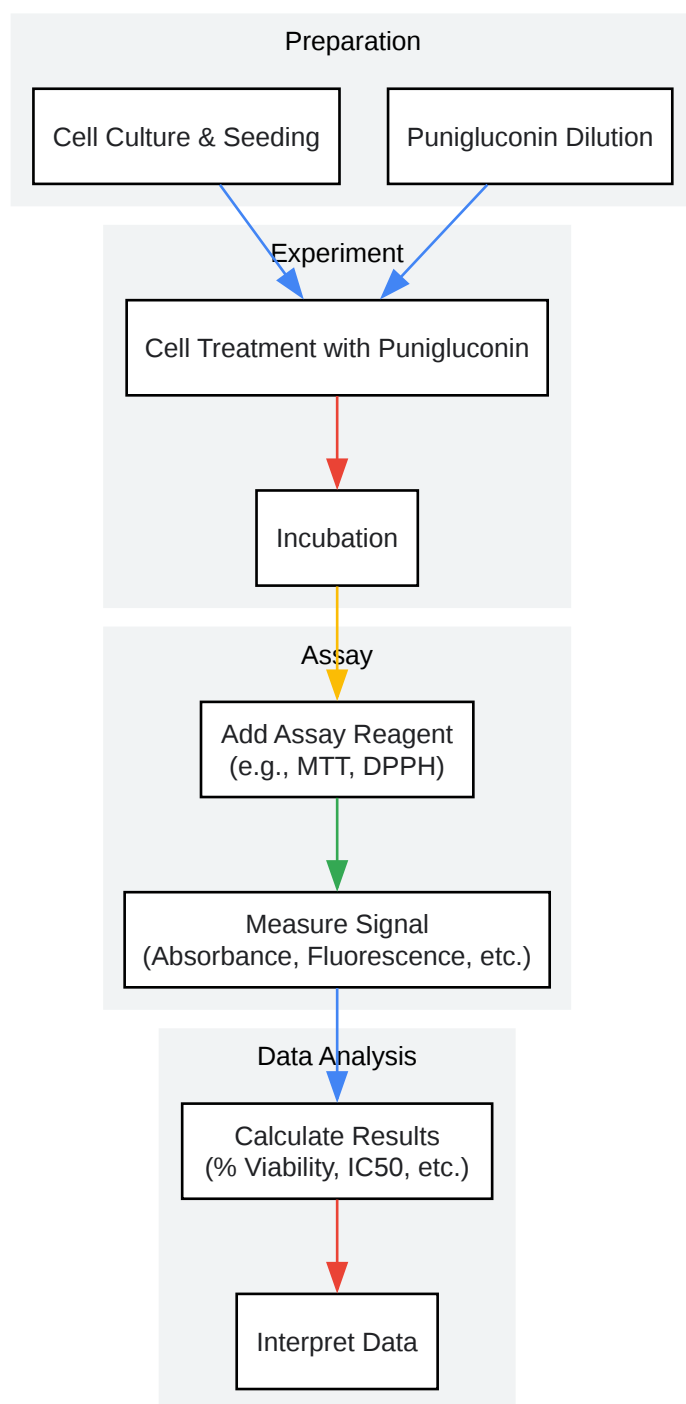 Preparation
Cell Culture & Seeding
Punigluconin Dilution
Experiment
Cell Treatment with Punigluconin
Incubation
Assay
Add Assay Reagent
(e.g., MTT, DPPH)
Measure Signal
(Absorbance, Fluorescence, etc.)
Data Analysis
Calculate Results
(% Viability, IC50, etc.)
Interpret Data